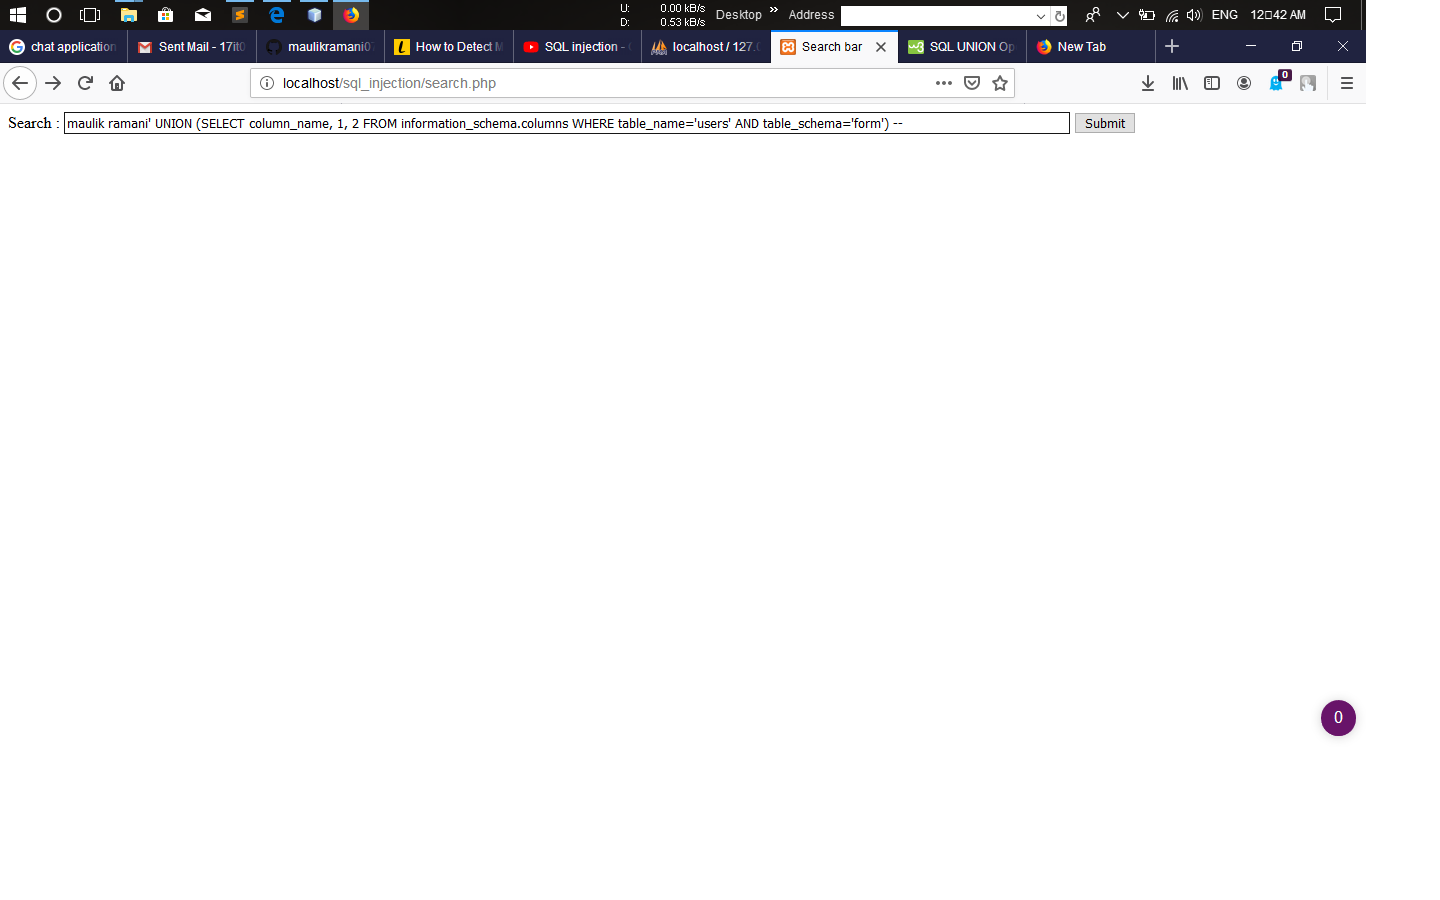 U: 0.00 kB/s
D: 0.53 kB/s
Desktop » Address ENG 12□42 AM
chat application Sent Mail - 17it0 maulikramani07 How to Detect M SQL injection - localhost / 127. Search bar SQL UNION Op New Tab
0
localhost/sql_injection/search.php
Search : maulik ramani' UNION (SELECT column_name, 1, 2 FROM information_schema.columns WHERE table_name='users' AND table_schema='form') -- Submit
0